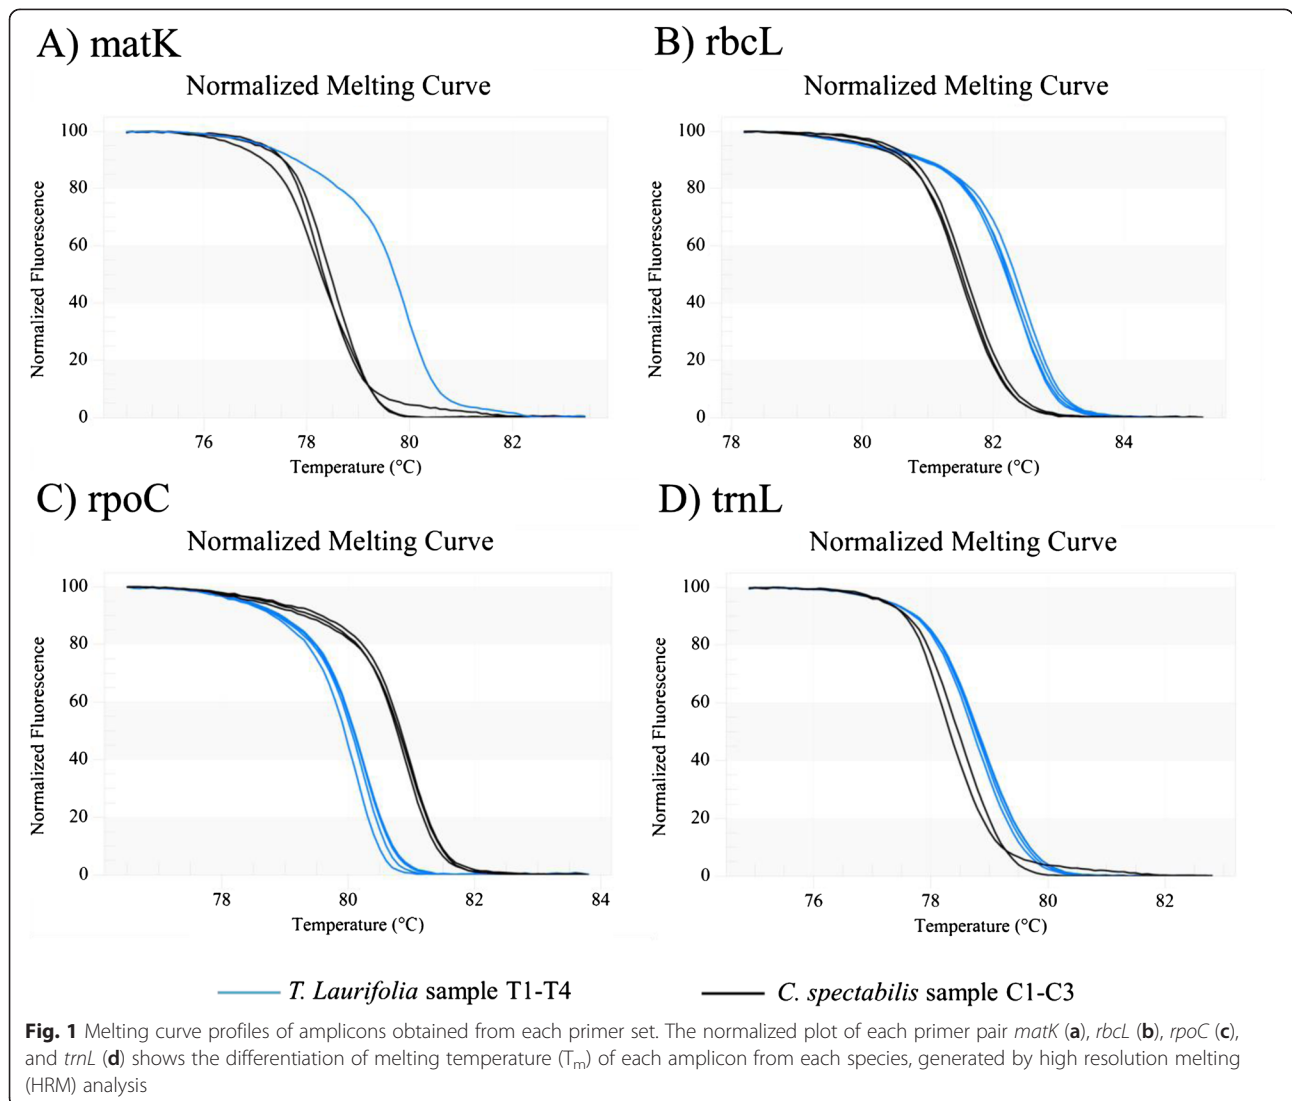 A) matK
Normalized Melting Curve
Normalized Fluorescence
100
80
60
40
20
0
76
78
80
82
Temperature (°C)
B) rbcL
Normalized Melting Curve
Normalized Fluorescence
100
80
60
40
20
0
78
80
82
84
Temperature (°C)
C) rpoC
Normalized Melting Curve
Normalized Fluorescence
100
80
60
40
20
0
78
80
82
84
Temperature (°C)
D) trnL
Normalized Melting Curve
Normalized Fluorescence
100
80
60
40
20
0
76
78
80
82
Temperature (°C)
T. Laurifolia sample T1-T4
C. spectabilis sample C1-C3
Fig. 1 Melting curve profiles of amplicons obtained from each primer set. The normalized plot of each primer pair matK (a), rbcL (b), rpoC (c),
and trnL (d) shows the differentiation of melting temperature (Tm) of each amplicon from each species, generated by high resolution melting
(HRM) analysis